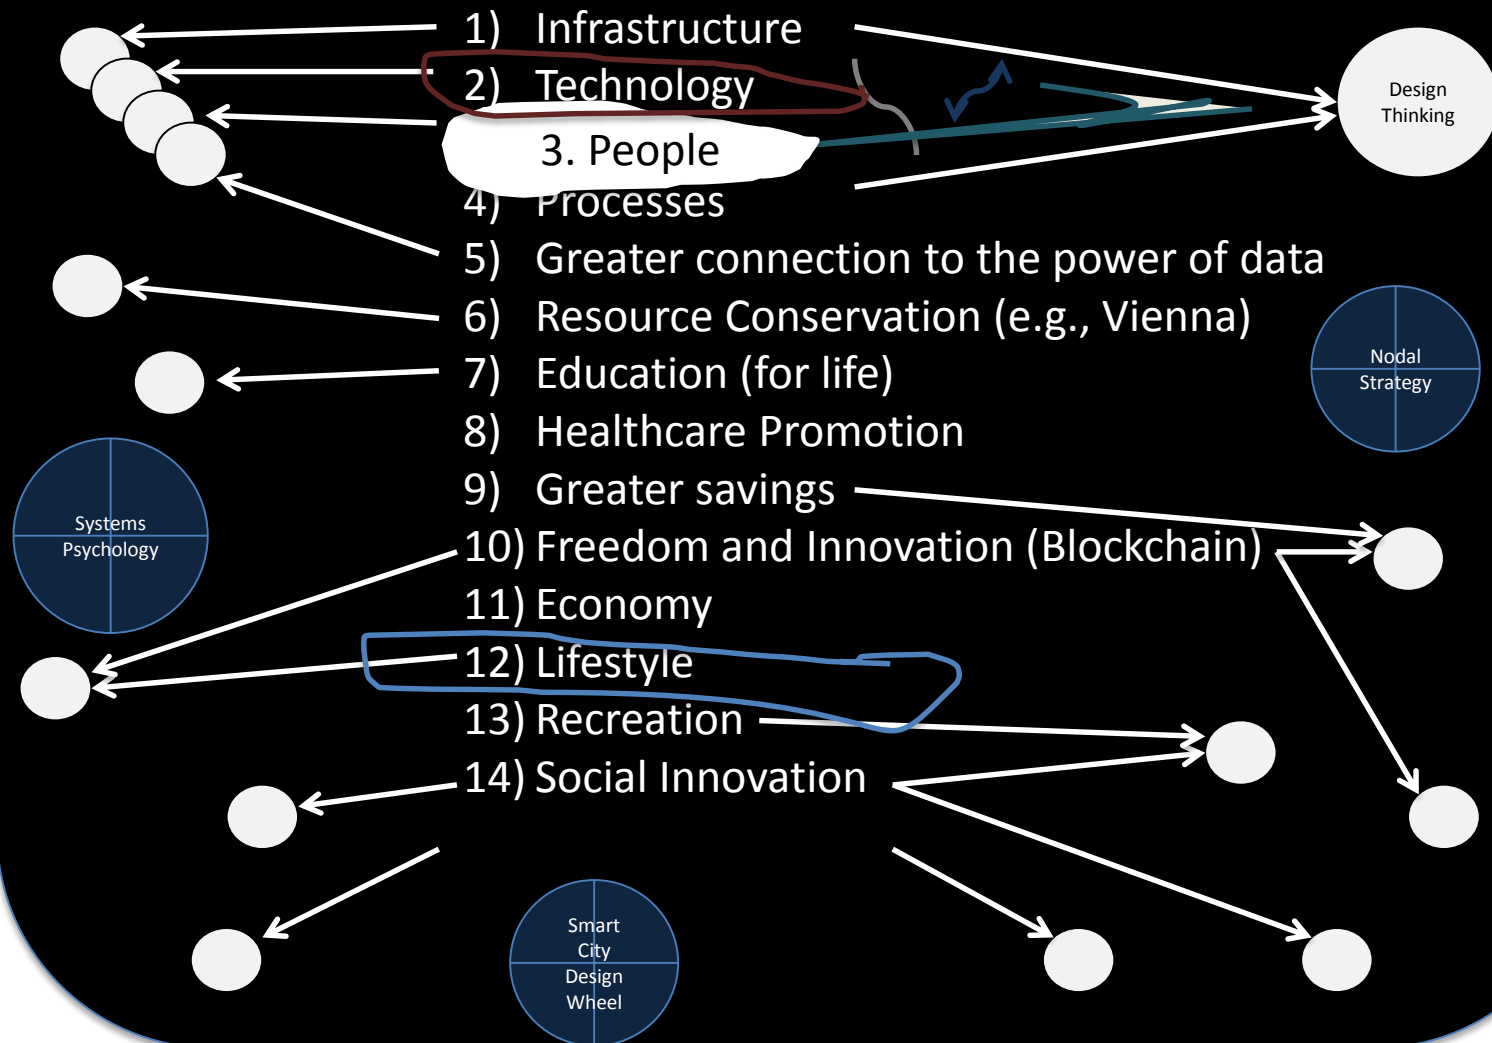 1) Infrastructure
2) Technology
3. People
4) Processes
5) Greater connection to the power of data
6) Resource Conservation (e.g., Vienna)
7) Education (for life)
8) Healthcare Promotion
9) Greater savings
10) Freedom and Innovation (Blockchain)
11) Economy
12) Lifestyle
13) Recreation
14) Social Innovation
Design
Thinking
Nodal
Strategy
Systems
Psychology
Smart
City
Design
Wheel